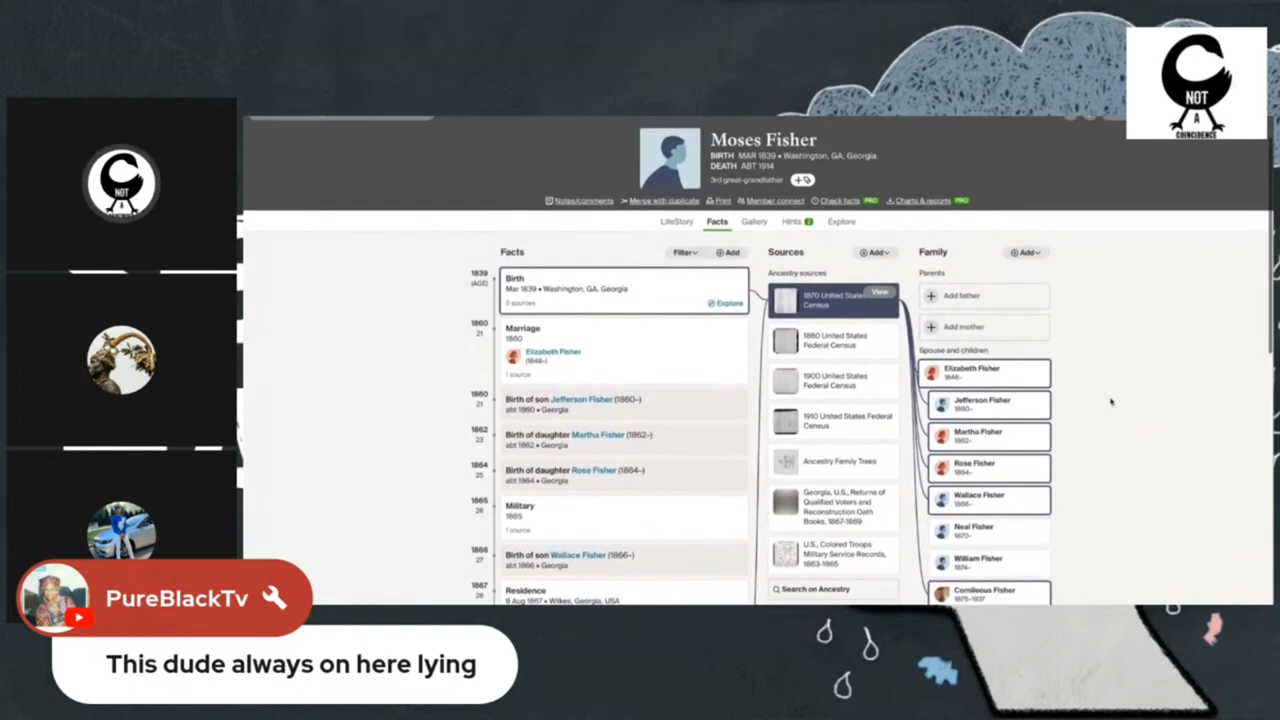 NOT
A
COINCIDENCE
NOT
Moses Fisher
BIRTH MAR 1839 • Washington, GA, Georgia
DEATH ABT 1914
3rd great-grandfather
Notes/comments
Merge with duplicate
Print
Member connect
Check facts PRO
Charts & reports PRO
LifeStory
Facts
Gallery
Hints
Explore
Facts
Filter
Add
1839
(AGE)
Birth
Mar 1839 • Washington, GA, Georgia
Explore
1860
21
Marriage
1860
Elizabeth Fisher
(1848-)
1 source
1860
21
Birth of son Jefferson Fisher (1860-)
abt 1860 • Georgia
1862
23
Birth of daughter Martha Fisher (1862-)
abt 1862 • Georgia
1864
25
Birth of daughter Rose Fisher (1864-)
abt 1864 • Georgia
1865
26
Military
1865
1 source
1866
27
Birth of son Wallace Fisher (1866-)
abt 1866 • Georgia
1867
28
Residence
8 Aug 1867 • Wilkes, Georgia, USA
Sources
Add
Ancestry sources
1870 United States
Census
View
1880 United States
Federal Census
1900 United States
Federal Census
1910 United States Federal
Census
Ancestry Family Trees
Georgia, U.S., Returns of
Qualified Voters and
Reconstruction Oath
Books, 1867-1869
U.S., Colored Troops
Military Service Records,
1863-1865
Search on Ancestry
Family
Add
Parents
Add father
Add mother
Spouse and children
Elizabeth Fisher
1848-
Jefferson Fisher
1860-
Martha Fisher
1862-
Rose Fisher
1864-
Wallace Fisher
1866-
Neal Fisher
1870-
William Fisher
1874-
Cornileous Fisher
1875-1937
PureBlackTv
This dude always on here lying